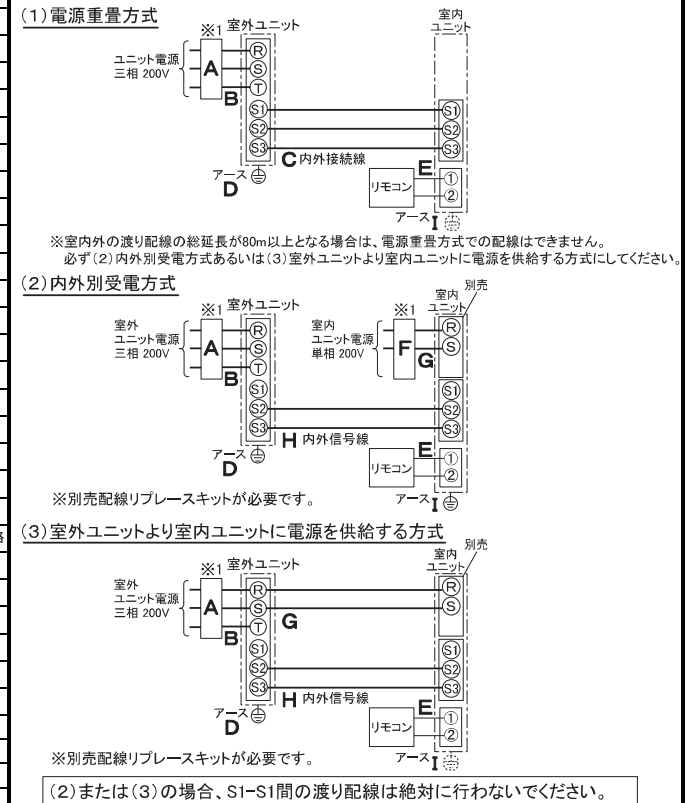 (1)電源重畳方式
※1 室外ユニット
室内
ユニット
ユニット電源
三相 200V
A
B
R
S
T
S1
S2
S3
S1
S2
S3
C 内外接続線
アース
D
リモコン
E
①
②
アース I
※室内外の渡り配線の総延長が80m以上となる場合は、電源重畳方式での配線はできません。
必ず(2)内外別受電方式あるいは(3)室外ユニットより室内ユニットに電源を供給する方式にしてください。
(2)内外別受電方式
※1 室外ユニット
※1
室内
ユニット
別売
室外
ユニット電源
三相 200V
A
B
R
S
T
S1
S2
S3
室内
ユニット電源
単相 200V
F
G
R
S
S1
S2
S3
H 内外信号線
アース
D
リモコン
E
①
②
アース I
※別売配線リプレースキットが必要です。
(3)室外ユニットより室内ユニットに電源を供給する方式
※1 室外ユニット
室内
ユニット
別売
室外
ユニット電源
三相 200V
A
B
R
S
T
S1
S2
S3
G
R
S
S1
S2
S3
H 内外信号線
アース
D
リモコン
E
①
②
アース I
※別売配線リプレースキットが必要です。
(2)または(3)の場合、S1-S1間の渡り配線は絶対に行わないでください。